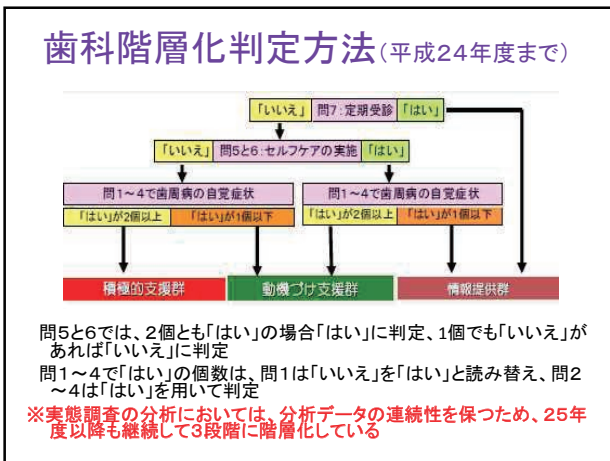 歯科階層化判定方法(平成24年度まで)
「いいえ」 問7:定期受診 「はい」
「いいえ」 問5と6:セルフケアの実施 「はい」
問1～4で歯周病の自覚症状 問1～4で歯周病の自覚症状
「はい」が2個以上 「はい」が1個以下 「はい」が2個以上 「はい」が1個以下
積極的支援群 動機づけ支援群 情報提供群
問5と6では、2個とも「はい」の場合「はい」に判定、1個でも「いいえ」が
あれば「いいえ」に判定
問1～4で「はい」の個数は、問1は「いいえ」を「はい」と読み替え、問2
～4は「はい」を用いて判定
※実態調査の分析においては、分析データの連続性を保つため、25年
度以降も継続して3段階に階層化している